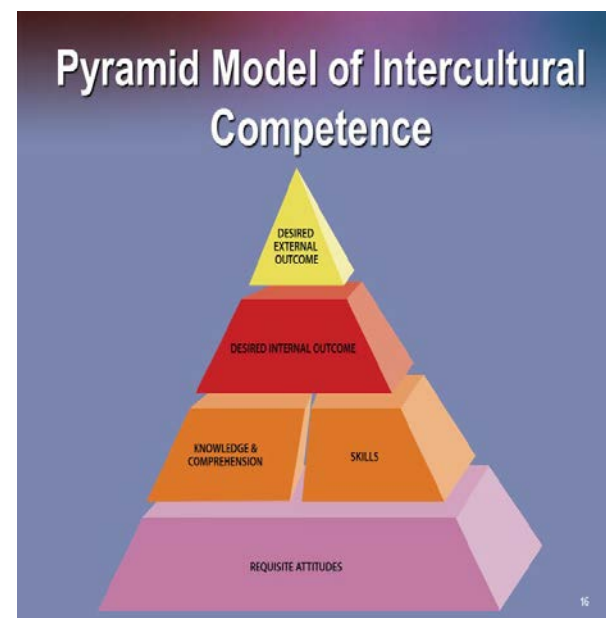 Pyramid Model of Intercultural
Competence
DESIRED
EXTERNAL
OUTCOME
DESIRED INTERNAL OUTCOME
KNOWLEDGE &
COMPREHENSION
SKILLS
REQUISITE ATTITUDES
16